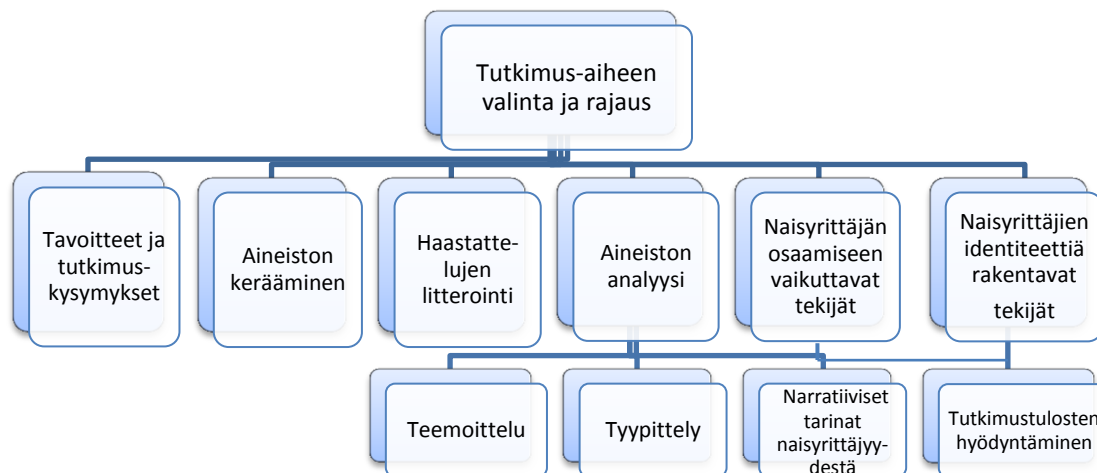 Tutkimus-aiheen
valinta ja rajaus
Tavoitteet ja
tutkimus-
kysymykset
Aineiston
kerääminen
Haastatte-
lujen
litterointi
Aineiston
analyysi
Naisyrittäjän
osaamiseen
vaikuttavat
tekijät
Naisyrittäjien
identiteettiä
rakentavat
tekijät
Teemoittelu
Tyypittely
Narratiiviset
tarinat
naisyrittäjyy-
destä
Tutkimustulosten
hyödyntäminen